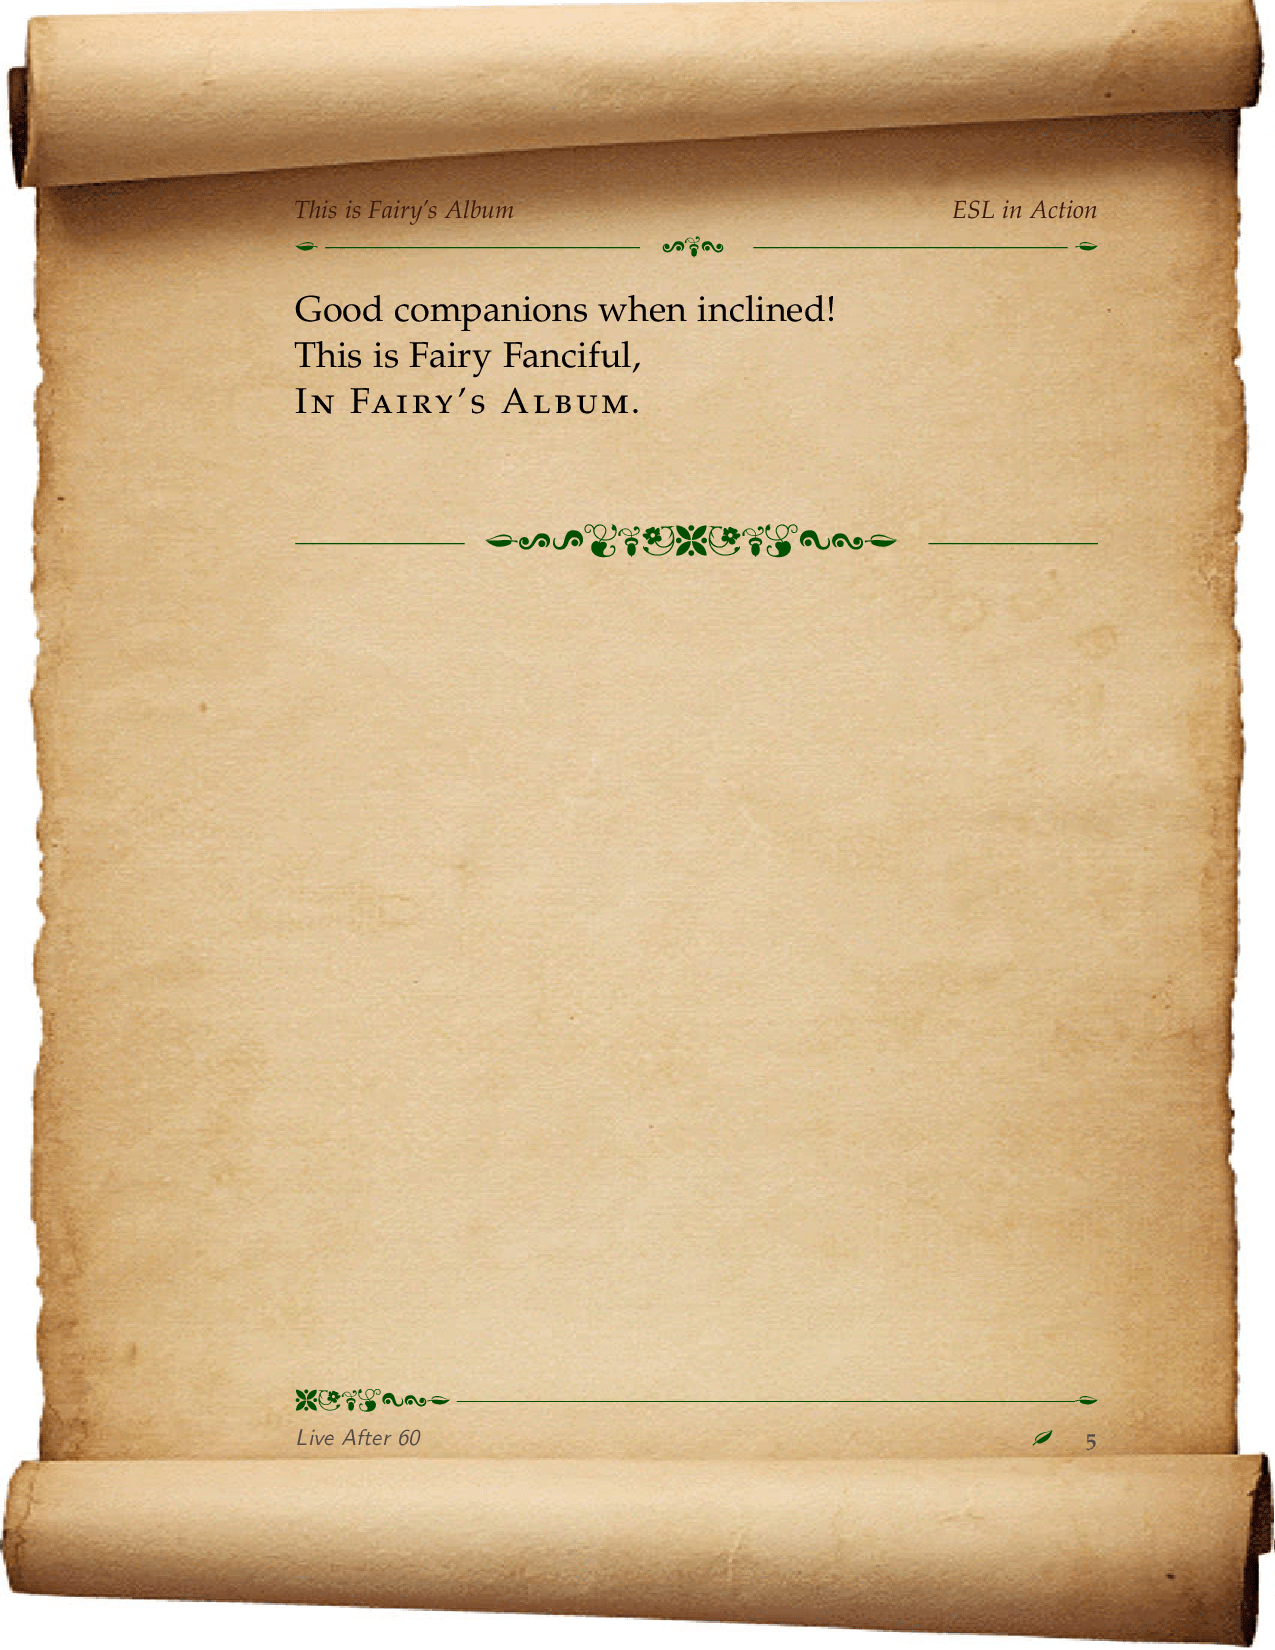 This is Fairy's Album
ESL in Action
Good companions when inclined!
This is Fairy Fanciful,
In Fairy's Album.
Live After 60
5